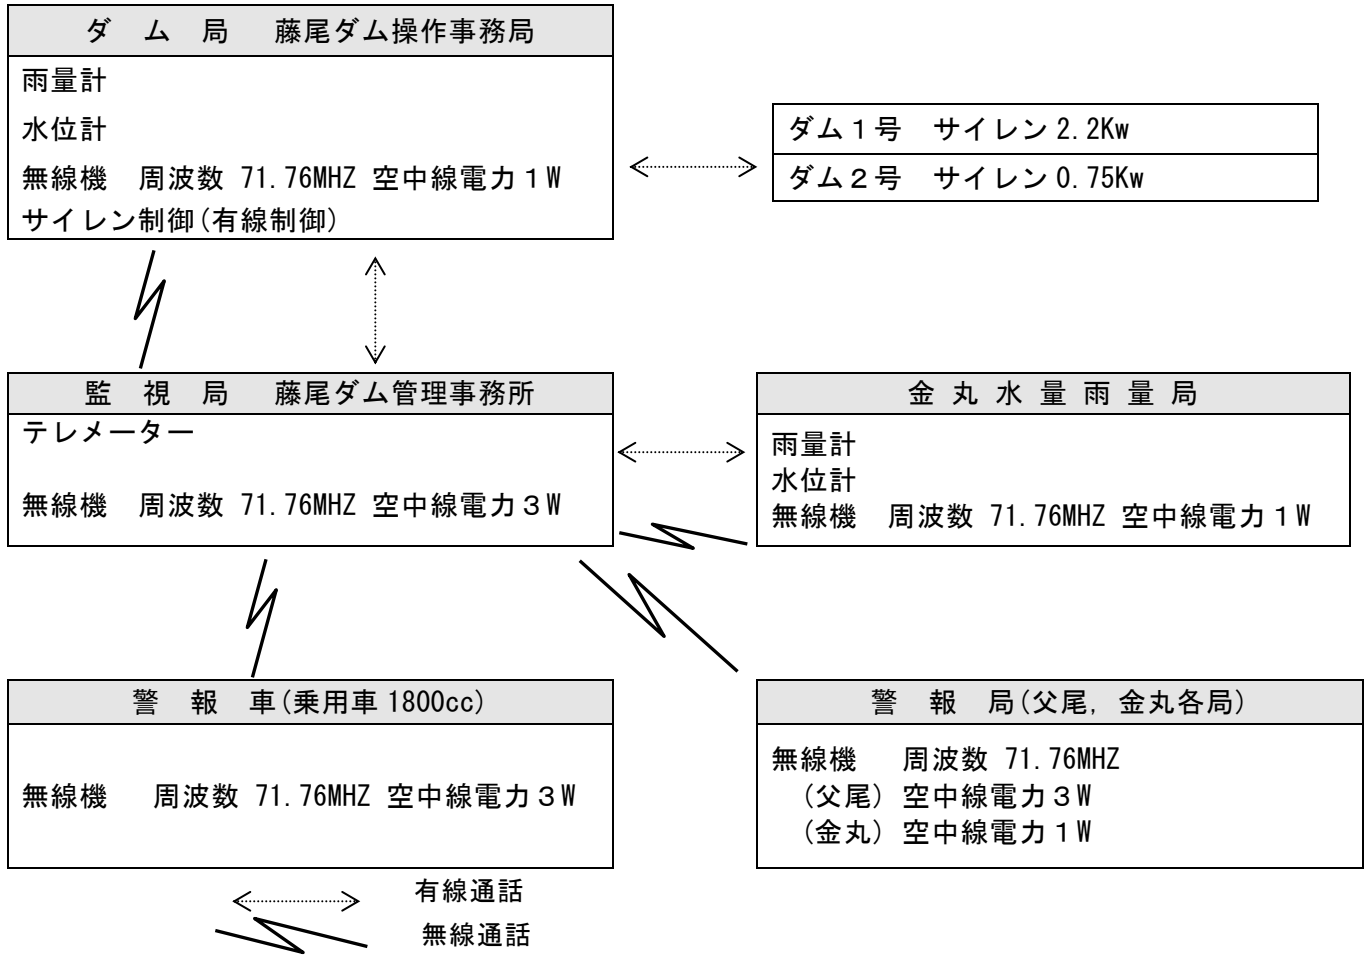 ダ　ム　局　　藤尾ダム操作事務局
雨量計
水位計
無線機　周波数 71.76MHZ 空中線電力１W
サイレン制御(有線制御)
ダム１号　サイレン 2.2Kw
ダム２号　サイレン 0.75Kw
監　視　局　　藤尾ダム管理事務所
テレメーター
無線機　周波数 71.76MHZ 空中線電力３W
金 丸 水 量 雨 量 局
雨量計
水位計
無線機　周波数 71.76MHZ 空中線電力１W
警　報　車(乗用車 1800cc)
無線機　周波数 71.76MHZ 空中線電力３W
警　報　局(父尾, 金丸各局)
無線機　周波数 71.76MHZ
(父尾) 空中線電力３W
(金丸) 空中線電力１W
有線通話
無線通話